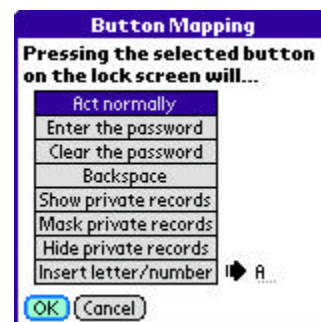 Button Mapping
Pressing the selected button
on the lock screen will...
Act normally
Enter the password
Clear the password
Backspace
Show private records
Mask private records
Hide private records
Insert letter/number A
OK Cancel